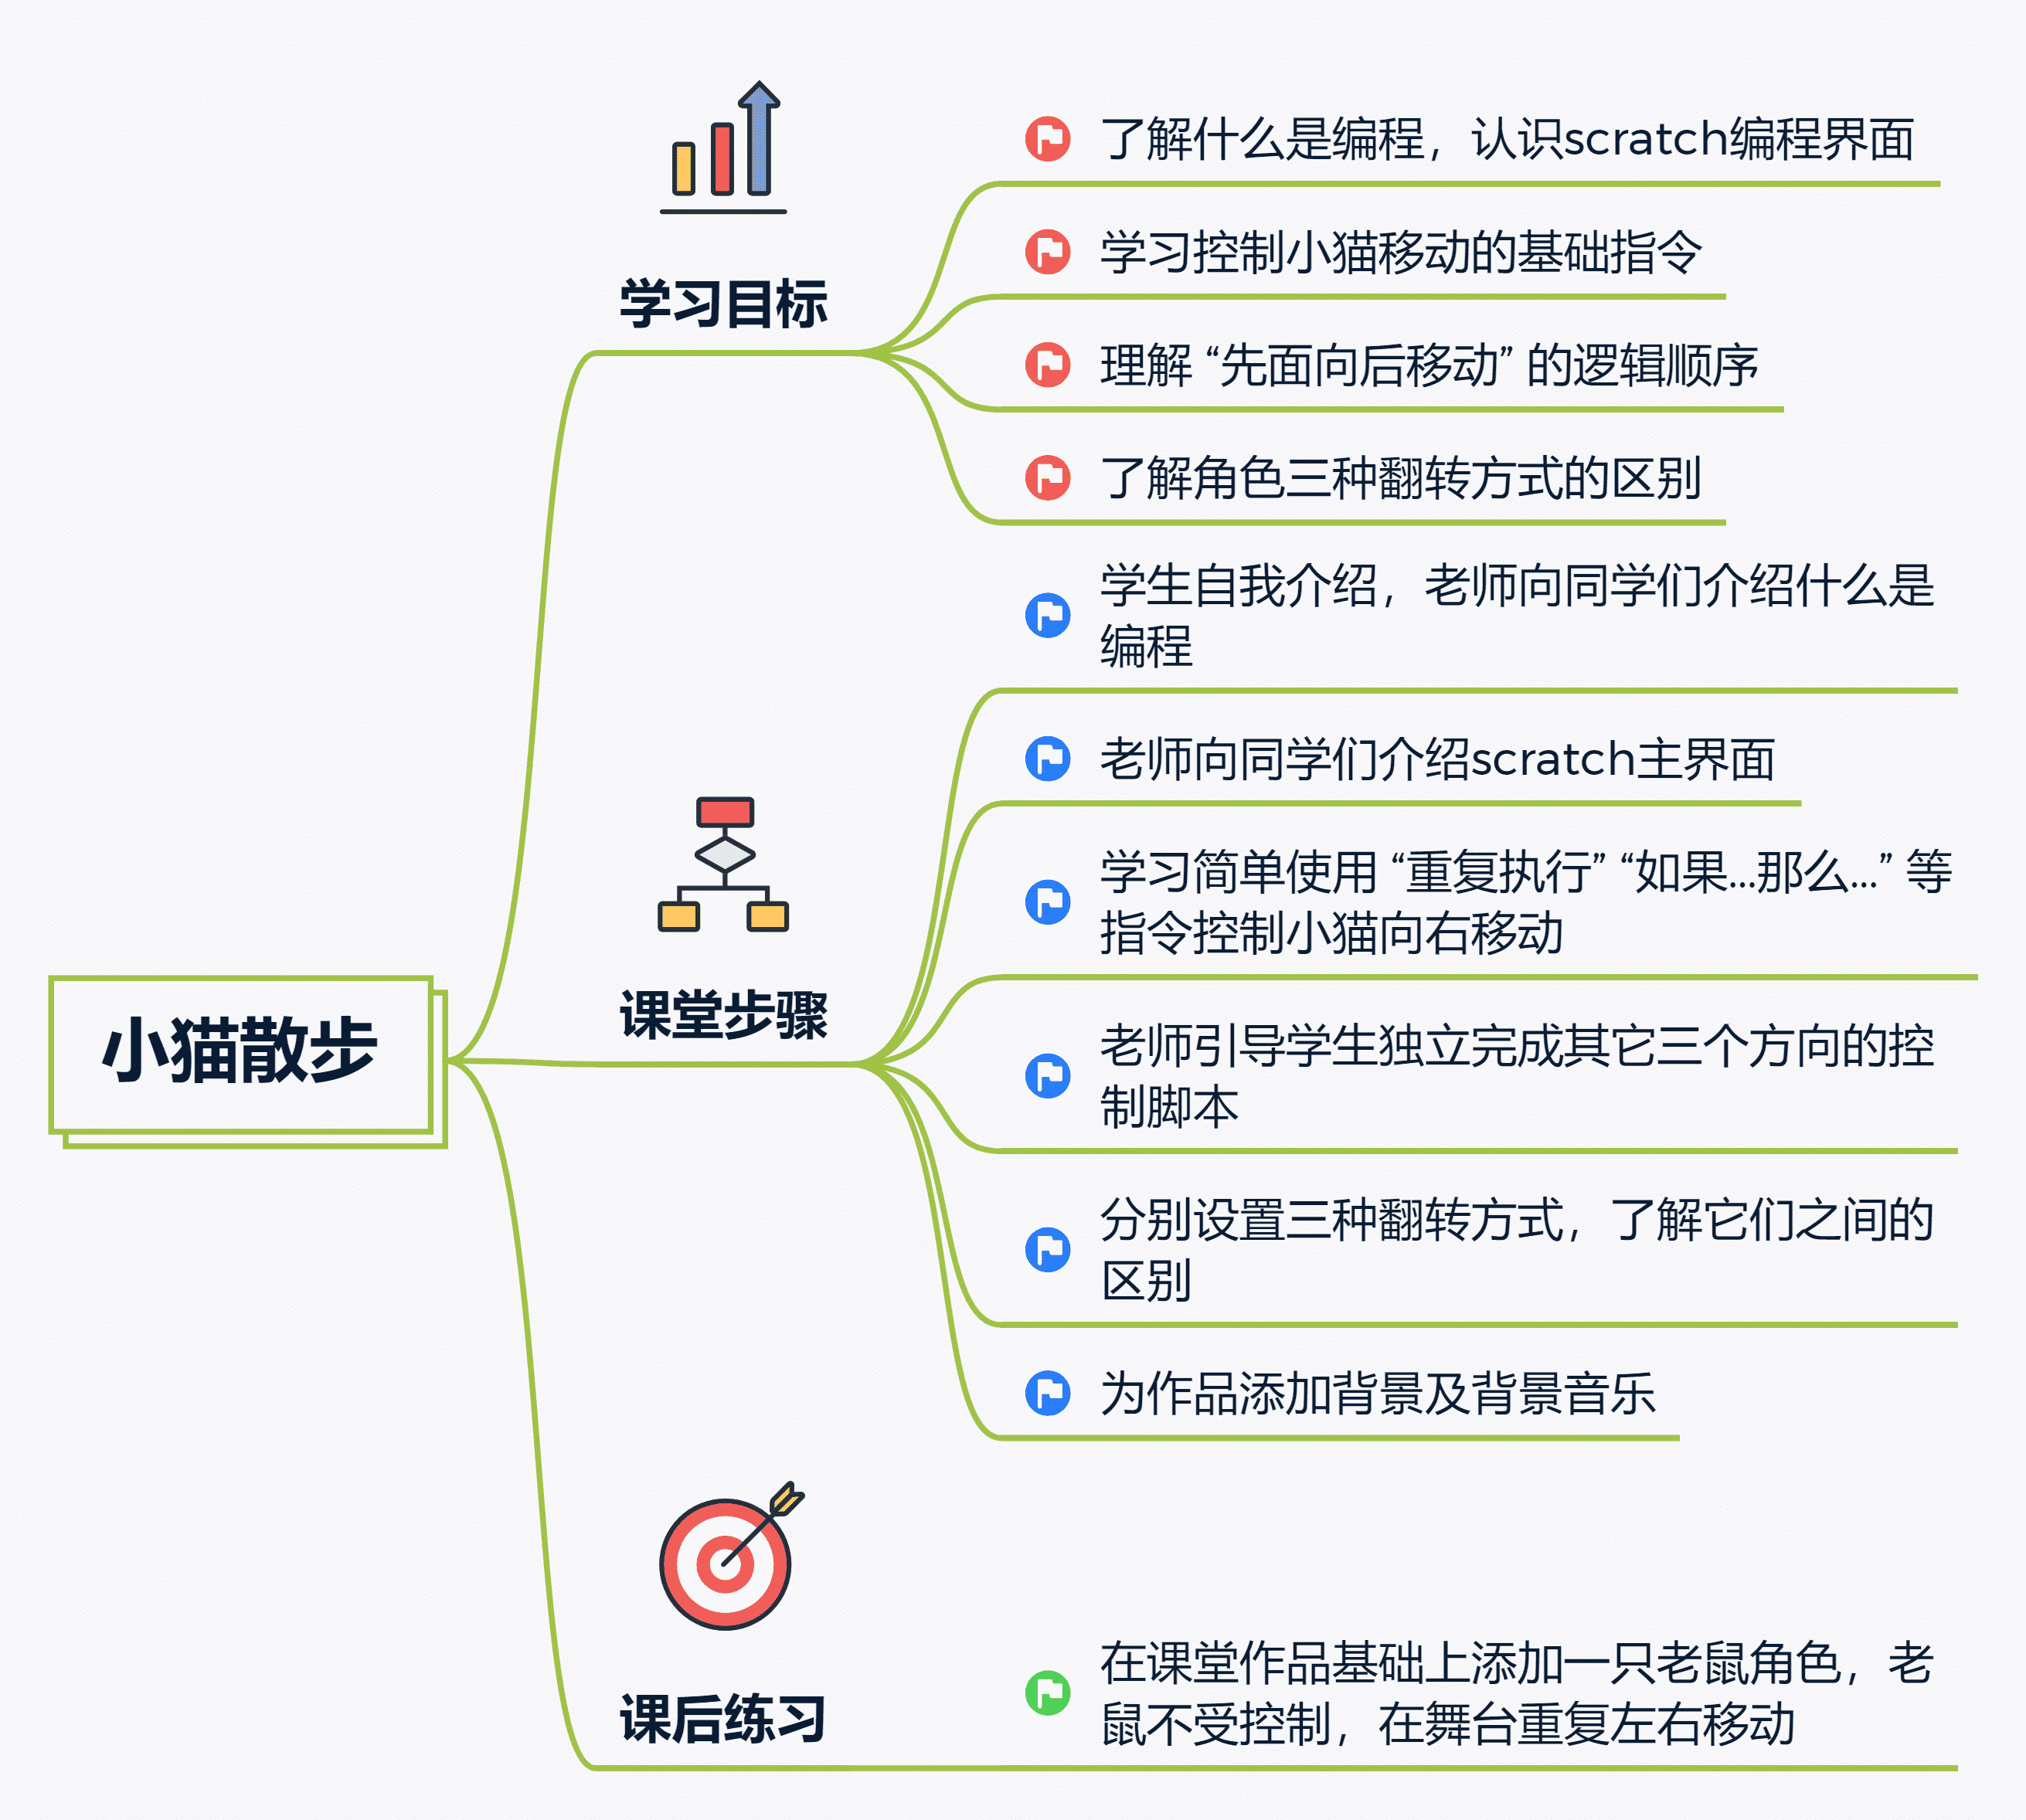 小猫散步
学习目标
了解什么是编程，认识scratch编程界面
学习控制小猫移动的基础指令
理解 “先面向后移动” 的逻辑顺序
了解角色三种翻转方式的区别
课堂步骤
学生自我介绍，老师向同学们介绍什么是
编程
老师向同学们介绍scratch主界面
学习简单使用 “重复执行” “如果...那么...” 等
指令控制小猫向右移动
老师引导学生独立完成其它三个方向的控
制脚本
分别设置三种翻转方式，了解它们之间的
区别
为作品添加背景及背景音乐
课后练习
在课堂作品基础上添加一只老鼠角色，老
鼠不受控制，在舞台重复左右移动